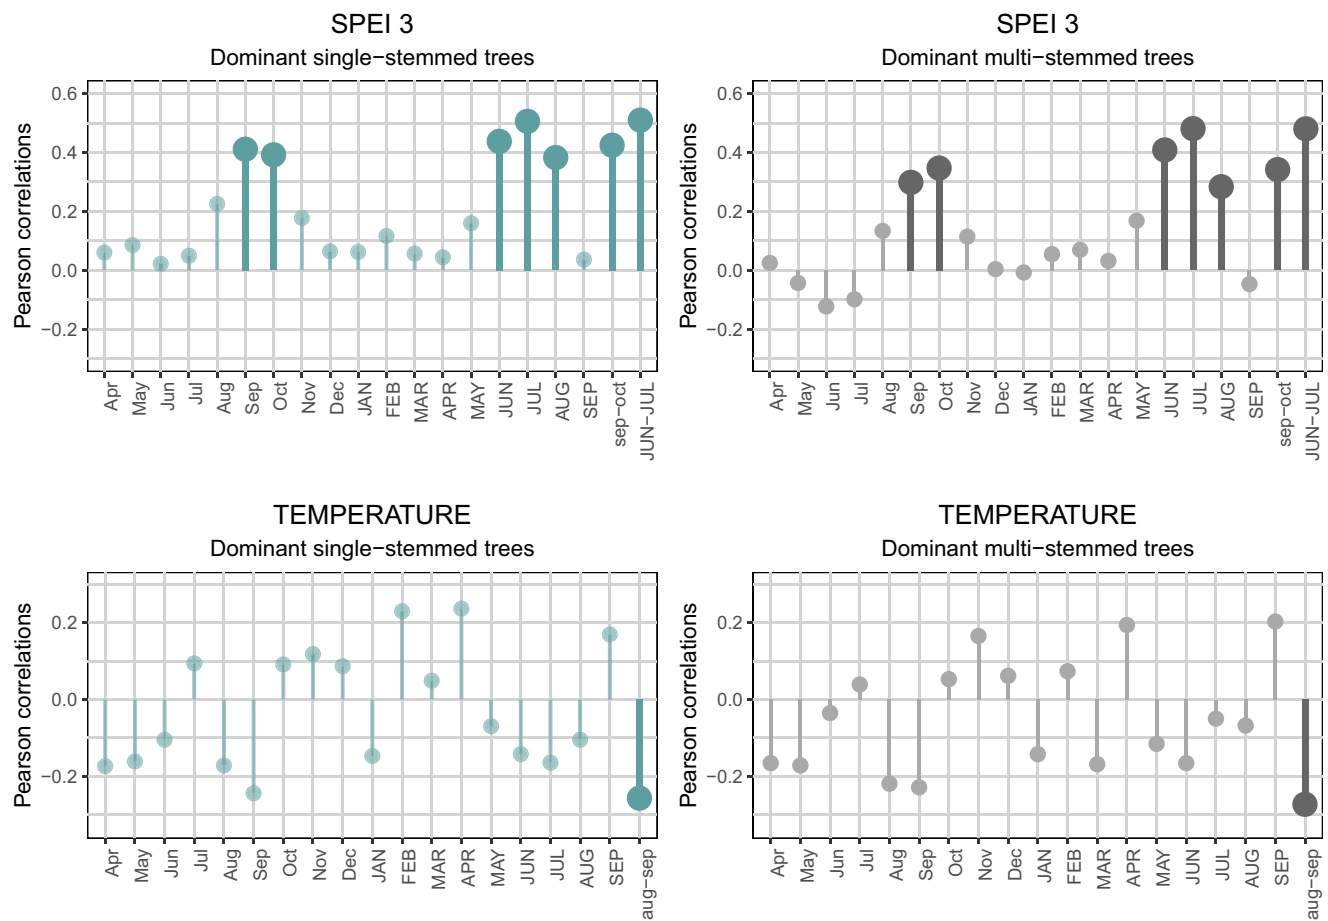 SPEI 3
Dominant single−stemmed trees
Pearson correlations
0.6
0.4
0.2
0.0
−0.2
Apr
May
Jun
Jul
Aug
Sep
Oct
Nov
Dec
JAN
FEB
MAR
APR
MAY
JUN
JUL
AUG
SEP
sep−oct
JUN−JUL
SPEI 3
Dominant multi−stemmed trees
Pearson correlations
0.6
0.4
0.2
0.0
−0.2
Apr
May
Jun
Jul
Aug
Sep
Oct
Nov
Dec
JAN
FEB
MAR
APR
MAY
JUN
JUL
AUG
SEP
sep−oct
JUN−JUL
TEMPERATURE
Dominant single−stemmed trees
Pearson correlations
0.2
0.0
−0.2
Apr
May
Jun
Jul
Aug
Sep
Oct
Nov
Dec
JAN
FEB
MAR
APR
MAY
JUN
JUL
AUG
SEP
aug−sep
TEMPERATURE
Dominant multi−stemmed trees
Pearson correlations
0.2
0.0
−0.2
Apr
May
Jun
Jul
Aug
Sep
Oct
Nov
Dec
JAN
FEB
MAR
APR
MAY
JUN
JUL
AUG
SEP
aug−sep